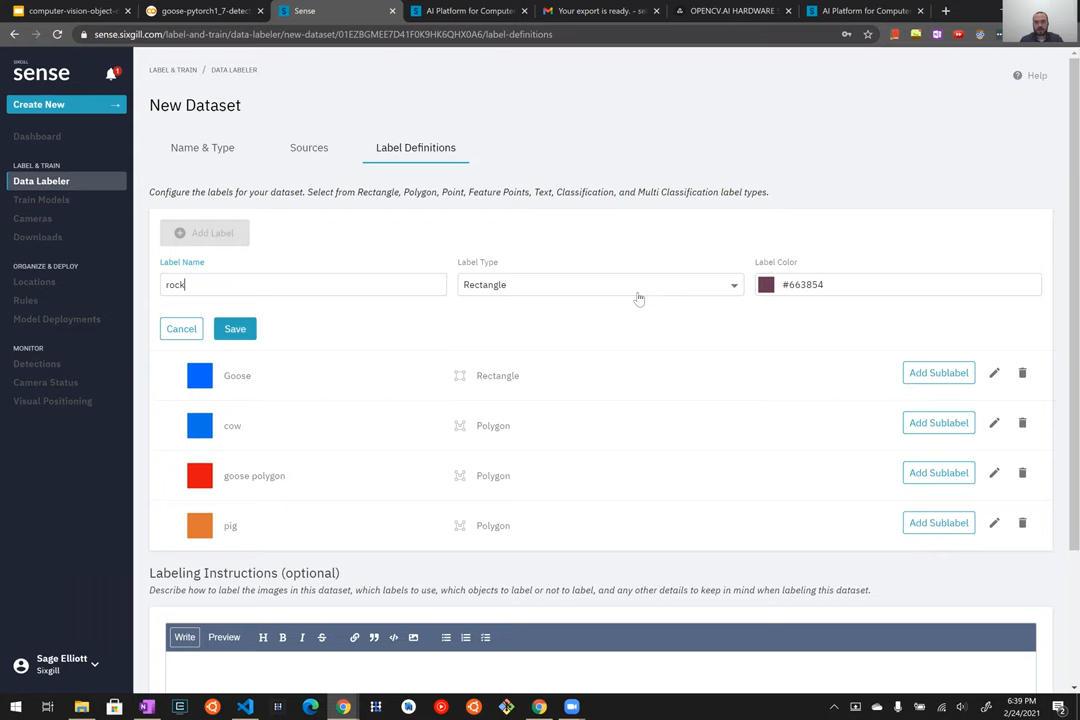 computer-vision-object-d
goose-pytorch1_7-detect
Sense
AI Platform for Computer
Your export is ready. - se
OPENCV.AI HARDWARE S
AI Platform for Computer
sense.sixgill.com/label-and-train/data-labeler/new-dataset/01EZBGMEE7D41F0K9HK6QHX0A6/label-definitions
SIXGILL
sense
1
LABEL & TRAIN / DATA LABELER
Help
Create New →
New Dataset
Dashboard
LABEL & TRAIN
Data Labeler
Train Models
Cameras
Downloads
ORGANIZE & DEPLOY
Locations
Rules
Model Deployments
MONITOR
Detections
Camera Status
Visual Positioning
Name & Type
Sources
Label Definitions
Configure the labels for your dataset. Select from Rectangle, Polygon, Point, Feature Points, Text, Classification, and Multi Classification label types.
Add Label
Label Name
Label Type
Label Color
rock
Rectangle
#663854
Cancel
Save
Goose
Rectangle
Add Sublabel
cow
Polygon
Add Sublabel
goose polygon
Polygon
Add Sublabel
pig
Polygon
Add Sublabel
Labeling Instructions (optional)
Describe how to label the images in this dataset, which labels to use, which objects to label or not to label, and any other details to keep in mind when labeling this dataset.
Write
Preview
H B I S
Sage Elliott
Sixgill
6:39 PM
2/24/2021
2